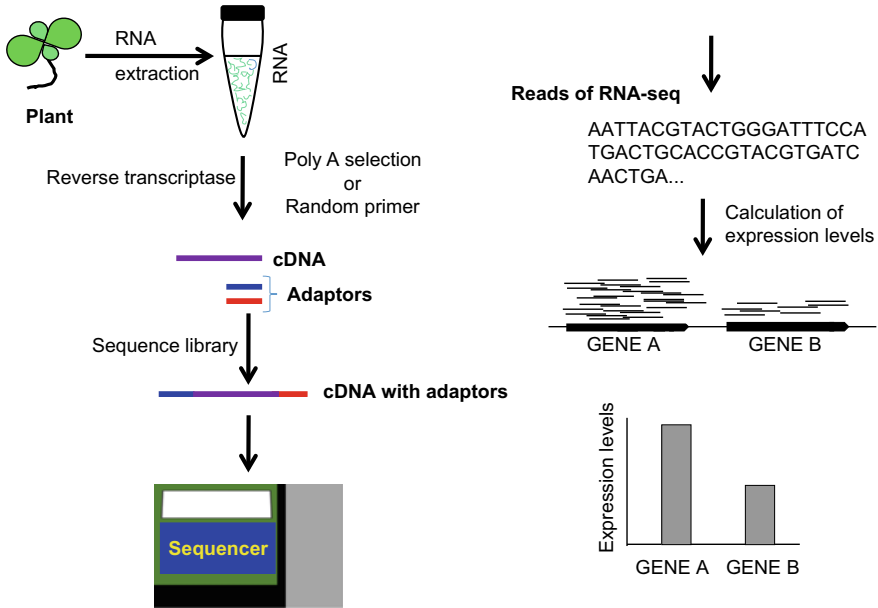 RNA
extraction
Plant
RNA
Reverse transcriptase
Poly A selection
or
Random primer
cDNA
Adaptors
Sequence library
cDNA with adaptors
Sequencer
Reads of RNA-seq
AATTACGTACTGGGATTTCCA
TGACTGCACCGTACGTGATC
AACTGA...
Calculation of
expression levels
GENE A
GENE B
Expression levels
GENE A
GENE B